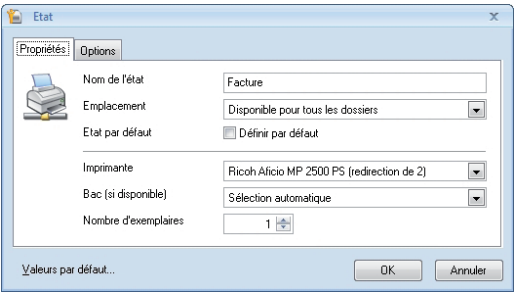 Etat
Propriétés Options
Nom de l'état Facture
Emplacement Disponible pour tous les dossiers
Etat par défaut Définir par défaut
Imprimante Ricoh Aficio MP 2500 PS (redirection de 2)
Bac (si disponible) Sélection automatique
Nombre d'exemplaires 1
Valeurs par défaut... OK Annuler